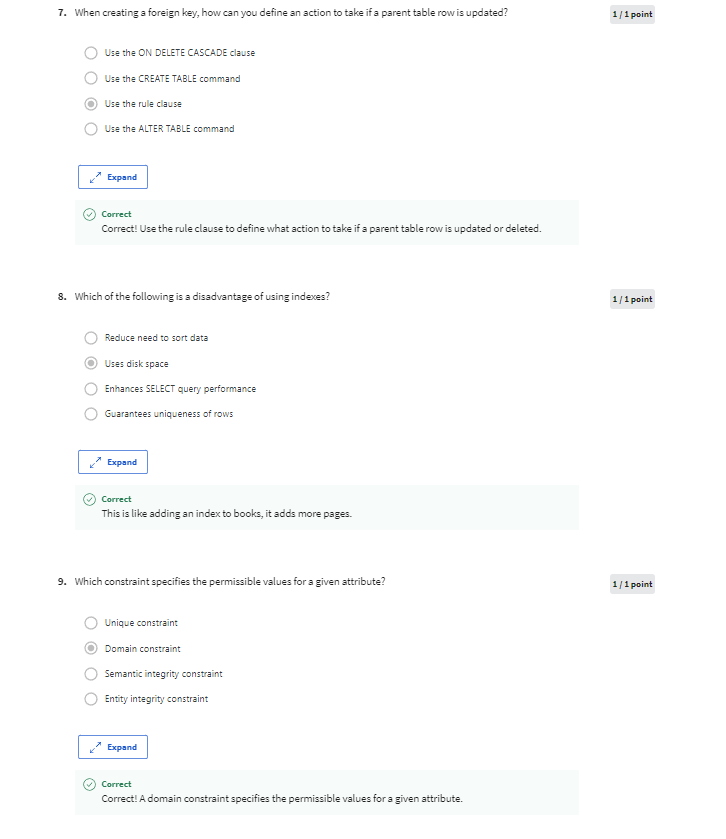 7. When creating a foreign key, how can you define an action to take if a parent table row is updated?
1 / 1 point
Use the ON DELETE CASCADE clause
Use the CREATE TABLE command
Use the rule clause
Use the ALTER TABLE command
Expand
Correct
Correct! Use the rule clause to define what action to take if a parent table row is updated or deleted.
8. Which of the following is a disadvantage of using indexes?
1 / 1 point
Reduce need to sort data
Uses disk space
Enhances SELECT query performance
Guarantees uniqueness of rows
Expand
Correct
This is like adding an index to books, it adds more pages.
9. Which constraint specifies the permissible values for a given attribute?
1 / 1 point
Unique constraint
Domain constraint
Semantic integrity constraint
Entity integrity constraint
Expand
Correct
Correct! A domain constraint specifies the permissible values for a given attribute.